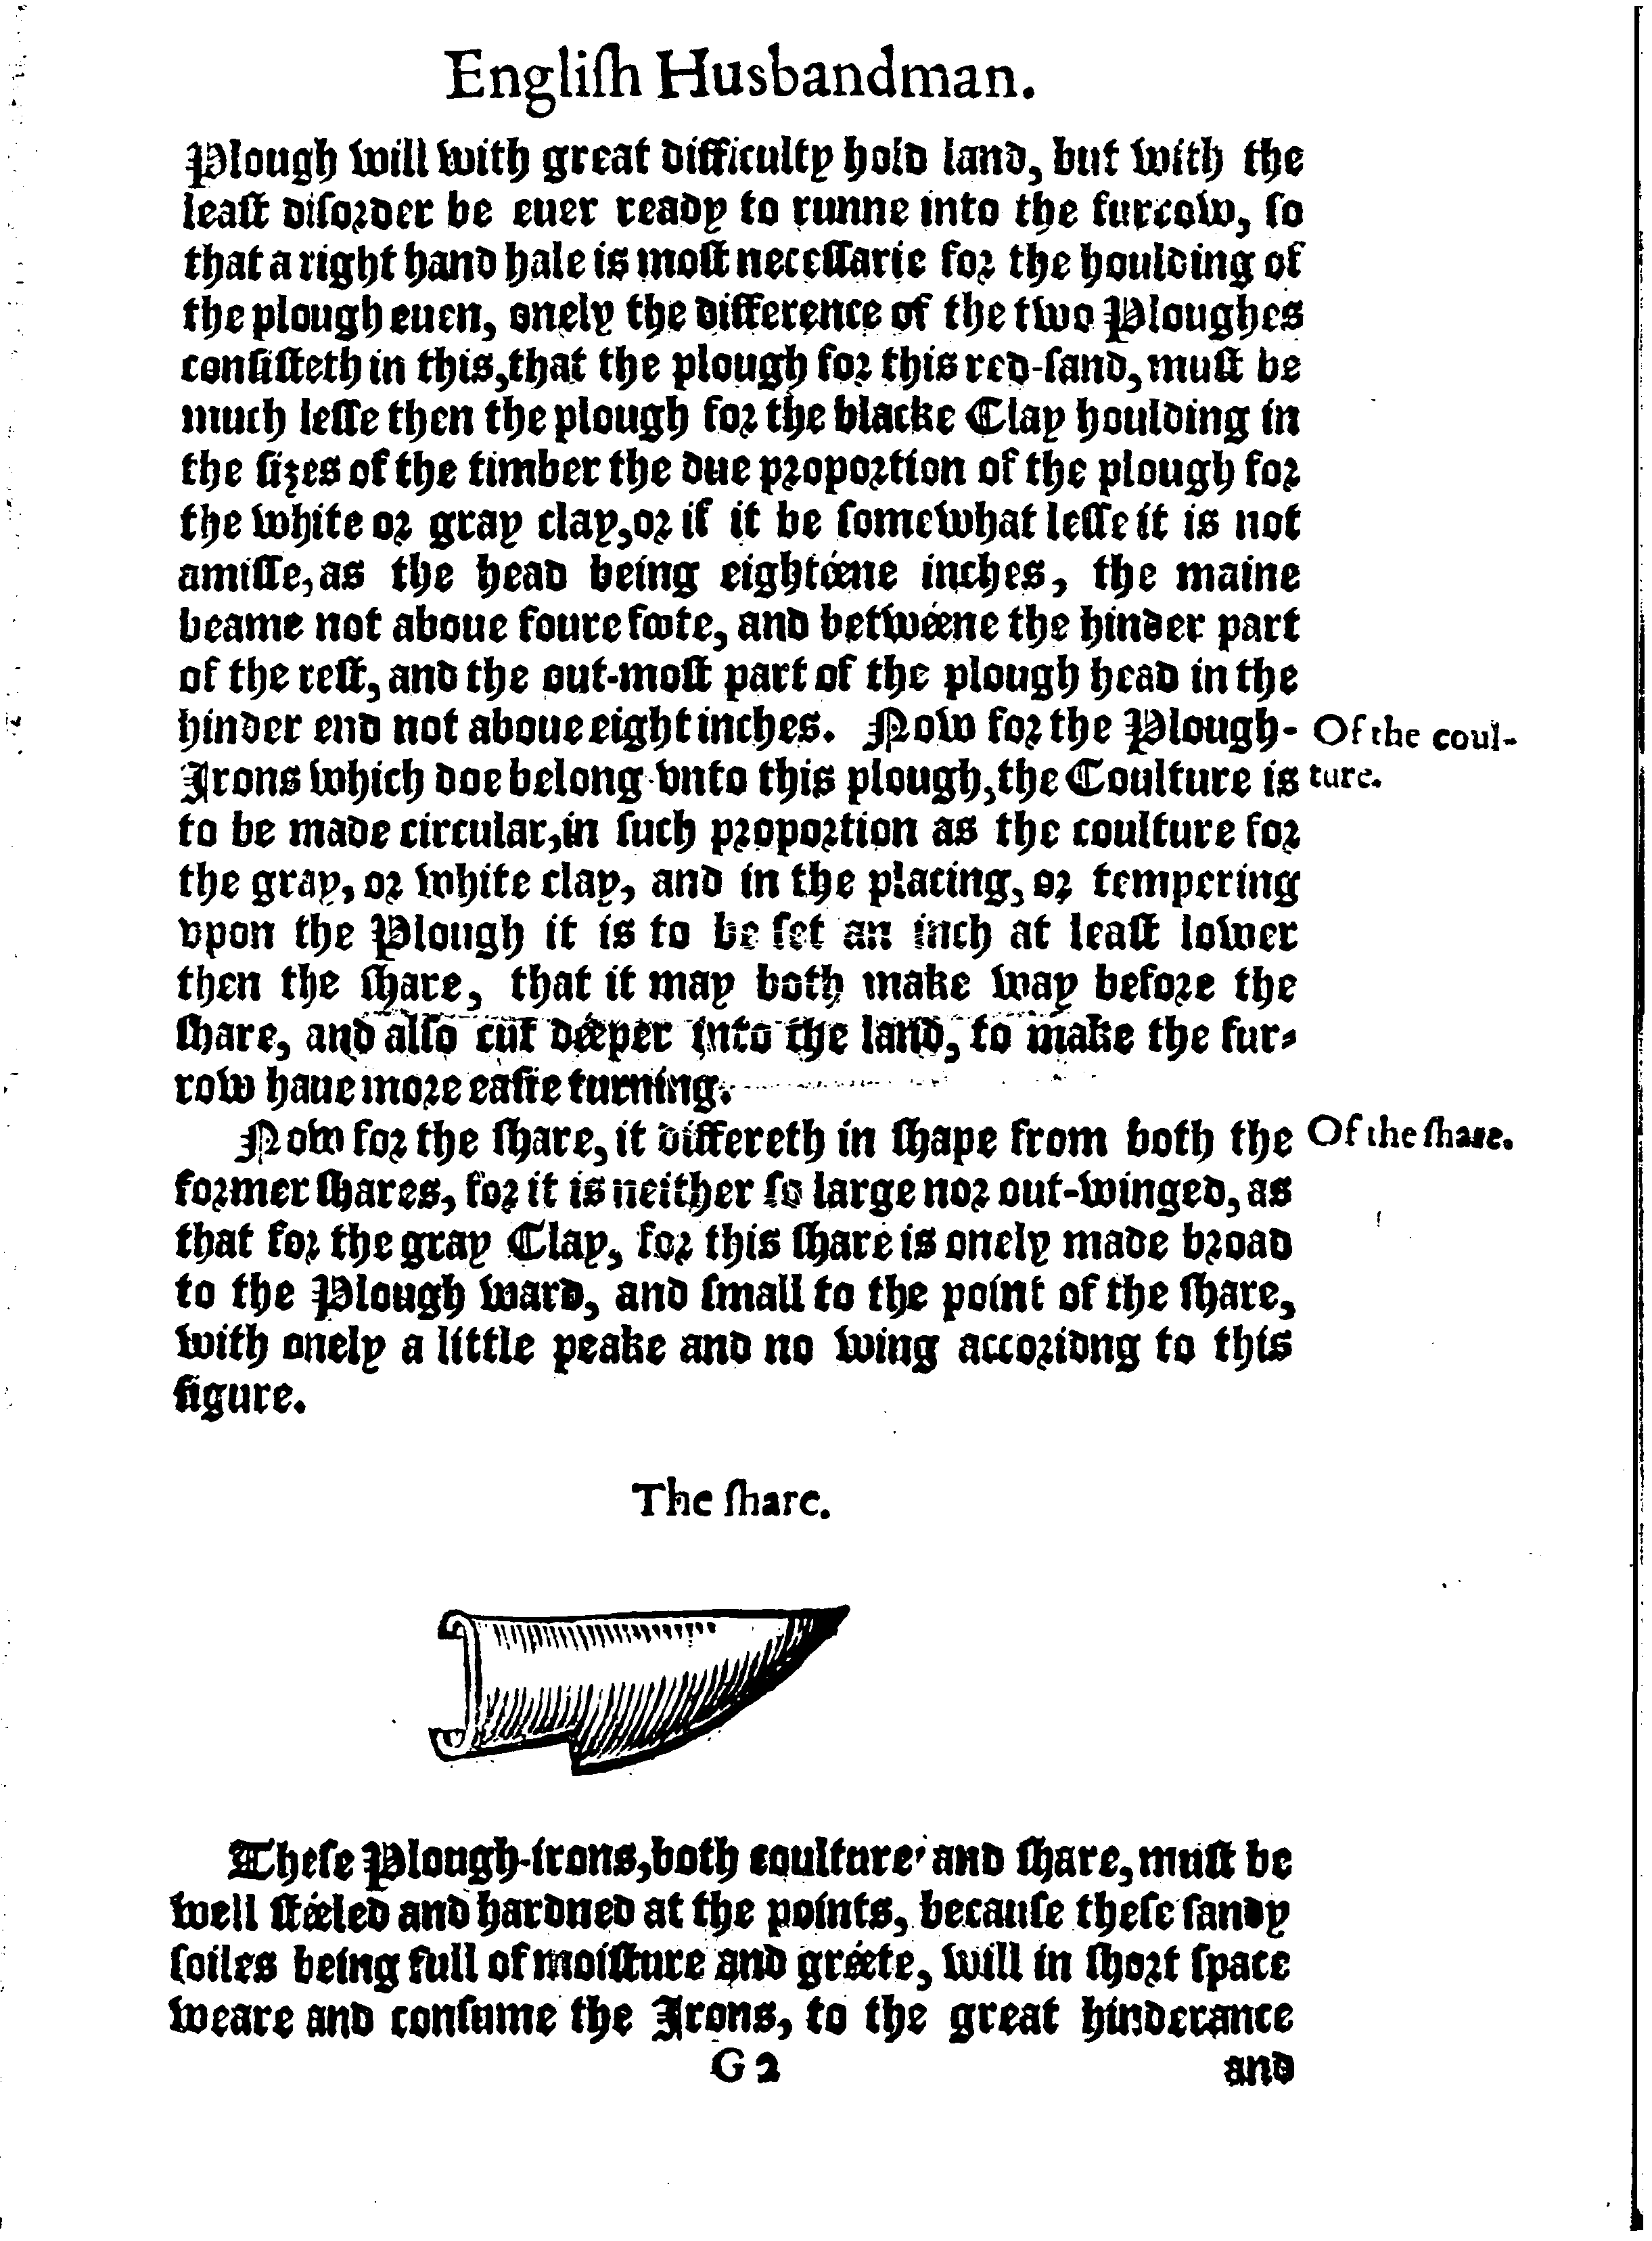 Engliſh Husbandman.
Plough will with great difficulty hold land, but with the
leaſt diſorder be euer ready to runne into the furrow, ſo
that a right hand hale is moſt neceſſarie for the houlding of
the plough euen, onely the difference of the two Ploughes
conſiſteth in this, that the plough for this red-ſand, muſt be
much leſſe then the plough for the blacke Clay houlding in
the ſizes of the timber the due proportion of the plough for
the white or gray clay, or if it be ſomewhat leſſe it is not
amiſſe, as the head being eightéene inches, the maine
beame not aboue foure foote, and betwéene the hinder part
of the reſt, and the out-moſt part of the plough head in the
hinder end not aboue eight inches. Now for the Plough-
Irons which doe belong vnto this plough, the Coulture is
Of the coul-
ture.
to be made circular, in ſuch proportion as the coulture for
the gray, or white clay, and in the placing, or tempering
vpon the Plough it is to be ſet an inch at leaſt lower
then the ſhare, that it may both make way before the
ſhare, and alſo cut déeper into the land, to make the fur-
row haue more eaſie turning.
Now for the ſhare, it differeth in ſhape from both the
Of the ſhare.
former ſhares, for it is neither ſo large nor out-winged, as
that for the gray Clay, for this ſhare is onely made broad
to the Plough ward, and ſmall to the point of the ſhare,
with onely a little peake and no wing accoridng to this
figure.
The ſhare.
Theſe Plough-irons, both coulture and ſhare, muſt be
well ſtéeled and hardned at the points, becauſe theſe ſandy
ſoiles being full of moiſture and gréete, will in ſhort ſpace
weare and conſume the Irons, to the great hinderance
G 2
and